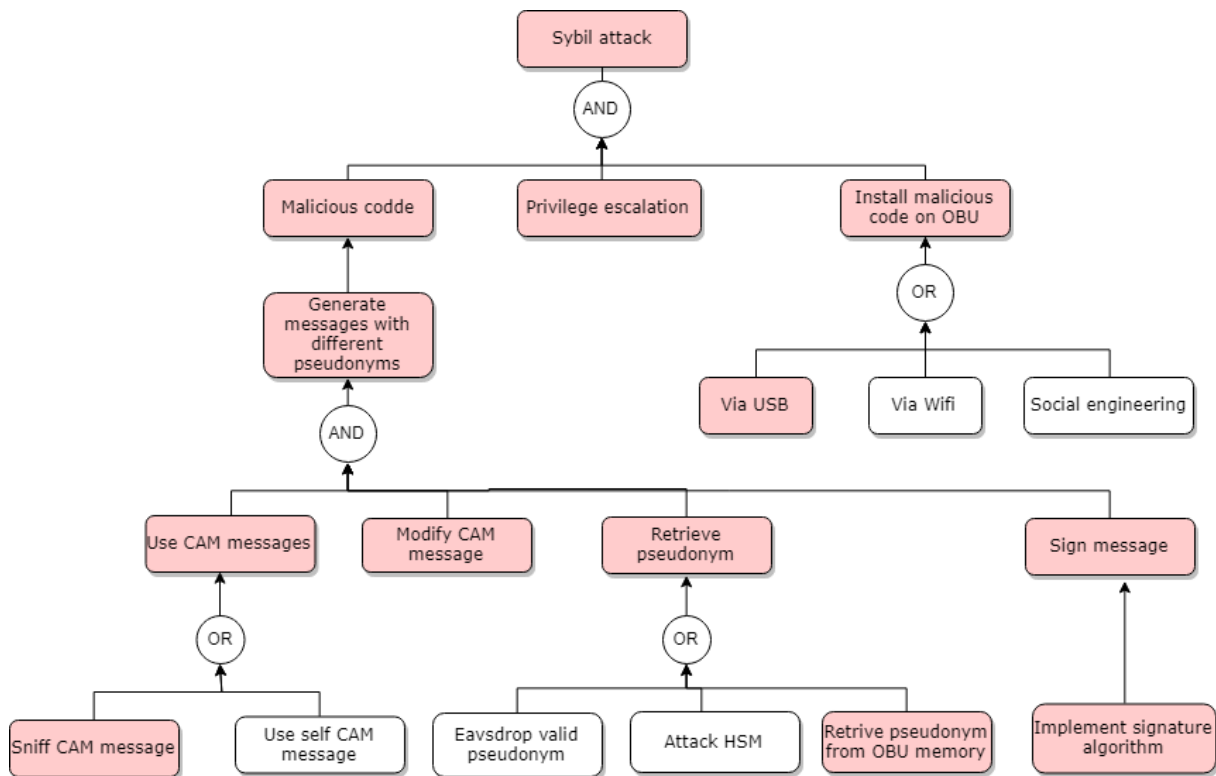 Sybil attack
AND
Malicious codde
Privilege escalation
Install malicious
code on OBU
Generate
messages with
different
pseudonyms
OR
Via USB
Via Wifi
Social engineering
AND
Use CAM messages
Modify CAM
message
Retrieve
pseudonym
Sign message
OR
OR
Sniff CAM message
Use self CAM
message
Eavsdrop valid
pseudonym
Attack HSM
Retrive pseudonym
from OBU memory
Implement signature
algorithm